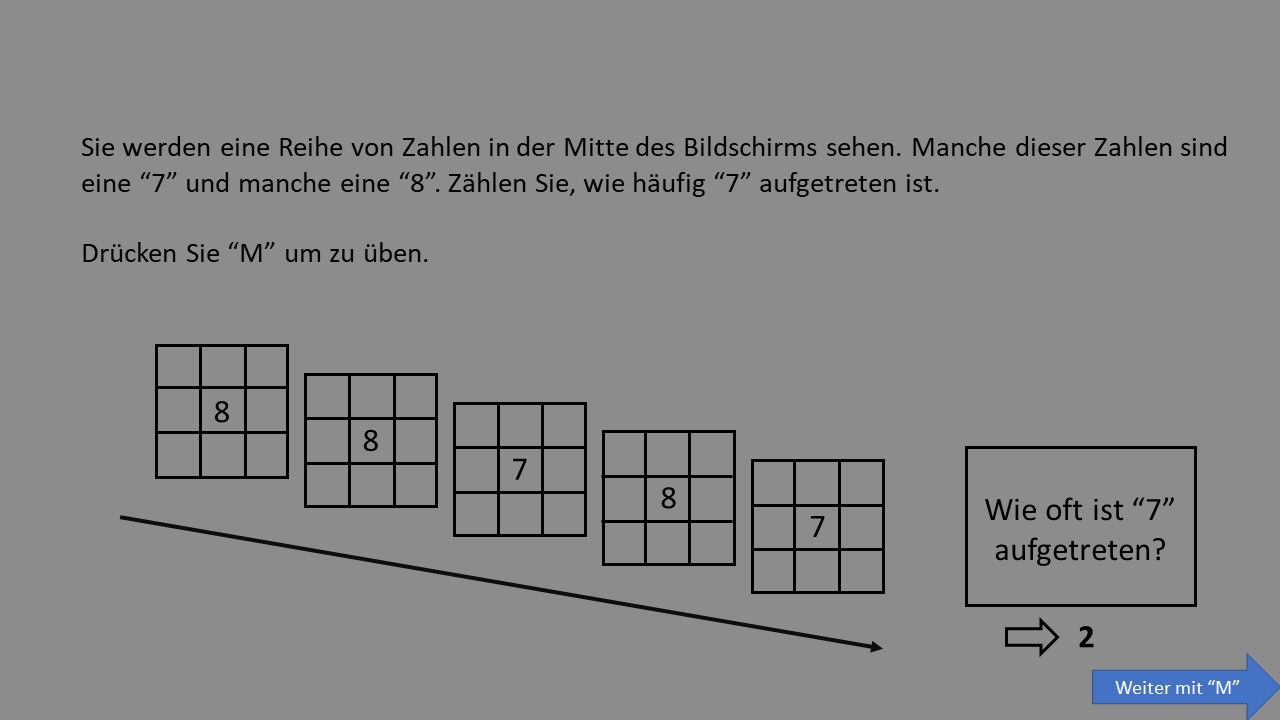 Sie werden eine Reihe von Zahlen in der Mitte des Bildschirms sehen. Manche dieser Zahlen sind
eine “7” und manche eine “8”. Zählen Sie, wie häufig “7” aufgetreten ist.
Drücken Sie “M” um zu üben.
8
8
7
8
7
Wie oft ist “7”
aufgetreten?
2
Weiter mit “M”